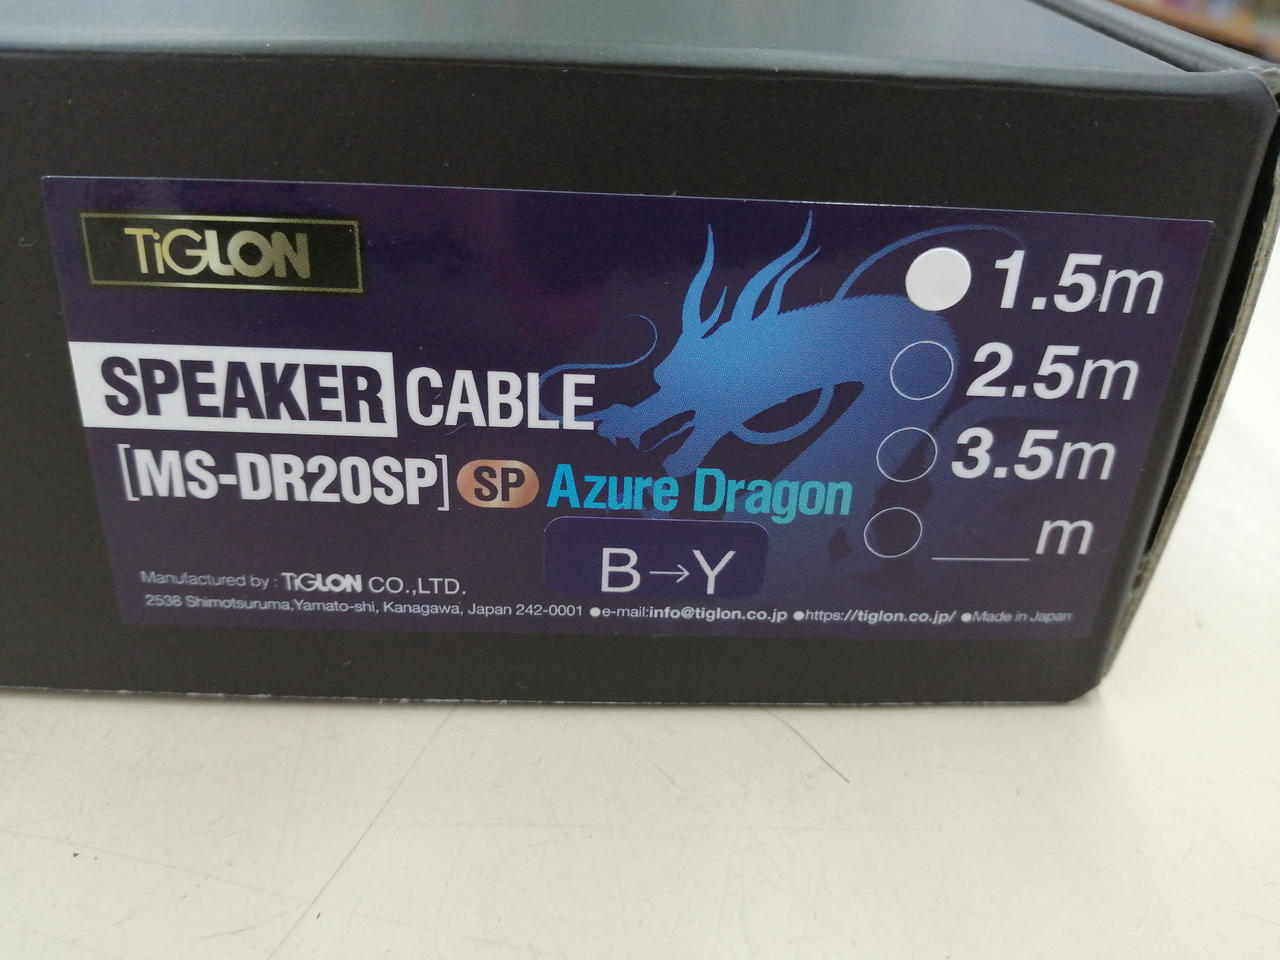 TiGLON
SPEAKER CABLE
[MS-DR20SP] SP Azure Dragon
B→Y
1.5m
2.5m
3.5m
____m
Manufactured by : TiGLON CO.,LTD.
2538 Shimotsuruma,Yamato-shi, Kanagawa, Japan 242-0001 ●e-mail:info@tiglon.co.jp ●https://tiglon.co.jp/ ●Made in Japan